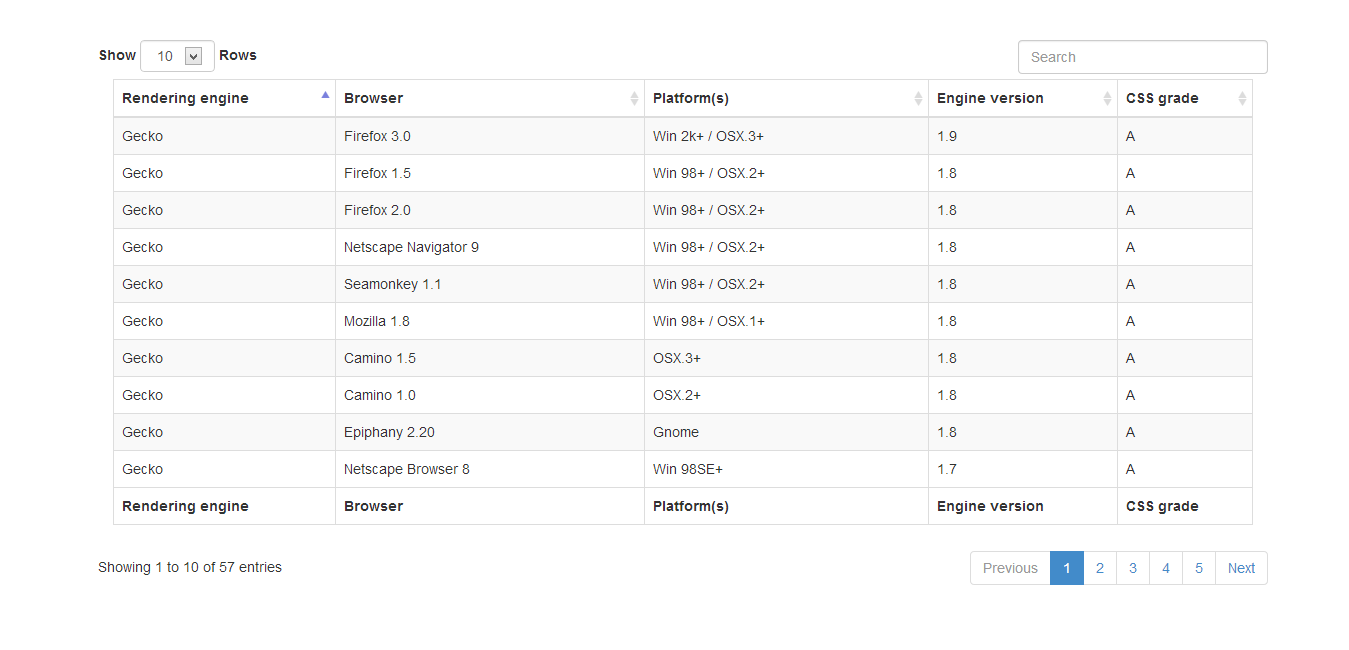 Show 10 Rows Search
Rendering engine Browser Platform(s) Engine version CSS grade
Gecko Firefox 3.0 Win 2k+ / OSX.3+ 1.9 A
Gecko Firefox 1.5 Win 98+ / OSX.2+ 1.8 A
Gecko Firefox 2.0 Win 98+ / OSX.2+ 1.8 A
Gecko Netscape Navigator 9 Win 98+ / OSX.2+ 1.8 A
Gecko Seamonkey 1.1 Win 98+ / OSX.2+ 1.8 A
Gecko Mozilla 1.8 Win 98+ / OSX.1+ 1.8 A
Gecko Camino 1.5 OSX.3+ 1.8 A
Gecko Camino 1.0 OSX.2+ 1.8 A
Gecko Epiphany 2.20 Gnome 1.8 A
Gecko Netscape Browser 8 Win 98SE+ 1.7 A
Rendering engine Browser Platform(s) Engine version CSS grade
Showing 1 to 10 of 57 entries Previous 1 2 3 4 5 Next